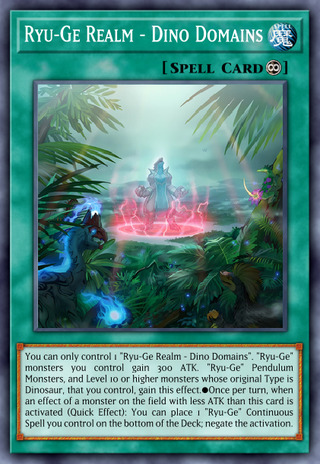 Ryu-Ge Realm - Dino Domains
[Spell Card]
You can only control 1 "Ryu-Ge Realm - Dino Domains". "Ryu-Ge"
monsters you control gain 300 ATK. "Ryu-Ge" Pendulum
Monsters, and Level 10 or higher monsters whose original Type is
Dinosaur, that you control, gain this effect.●Once per turn, when
an effect of a monster on the field with less ATK than this card is
activated (Quick Effect): You can place 1 "Ryu-Ge" Continuous
Spell you control on the bottom of the Deck; negate the activation.